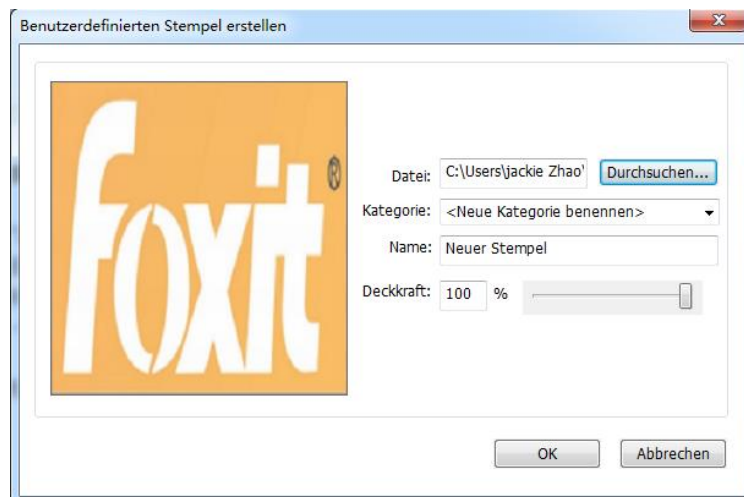 Benutzerdefinierten Stempel erstellen
foxit®
Datei: C:\Users\jackie Zhao' Durchsuchen...
Kategorie: <Neue Kategorie benennen>
Name: Neuer Stempel
Deckkraft: 100 %
OK Abbrechen